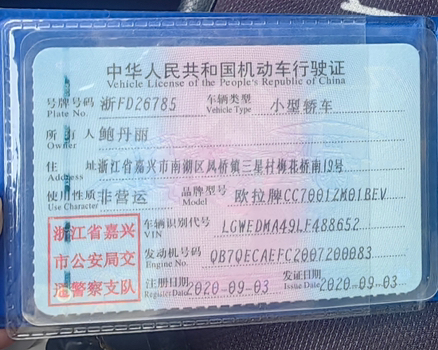 中华人民共和国机动车行驶证
Vehicle License of the People's Republic of China
号牌号码 浙FD26785 车辆类型 小型轿车
Plate No. Vehicle Type
所有人 鲍丹丽
Owner
住 址 浙江省嘉兴市南湖区凤桥镇三星村梅花桥南19号
Address
使用性质 非营运 品牌型号 欧拉牌CC7001ZM01BEV
Use Character Model
浙江省嘉兴
市公安局交
通警察支队
车辆识别代号 LGWEDMA49LF488652
VIN
发动机号码 QB7QECAEFC2007200083
Engine No.
注册日期 2020-09-03 发证日期 2020-09-03
Register Date Issue Date